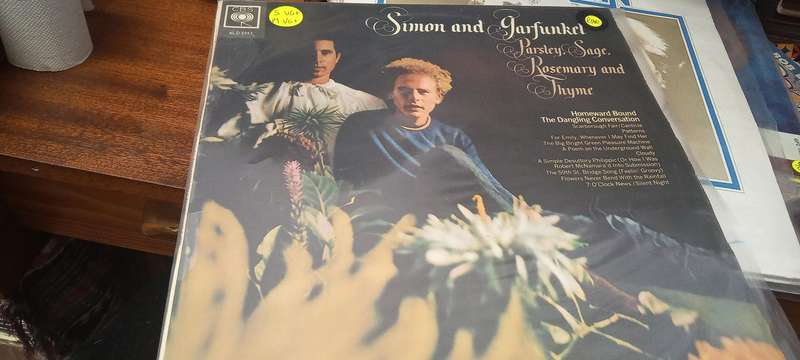 CBS
S VG+
M VG+
Simon and Garfunkel
Parsley, Sage,
Rosemary and
Thyme
Homeward Bound
The Dangling Conversation
Scarborough Fair/Canticle
Patterns
For Emily, Whenever I May Find Her
The Big Bright Green Pleasure Machine
A Poem on the Underground Wall
Cloudy
A Simple Desultory Philippic (Or How I Was
Robert McNamara'd Into Submission)
The 59th St. Bridge Song (Feelin' Groovy)
Flowers Never Bend With the Rainfall
7 O'Clock News / Silent Night